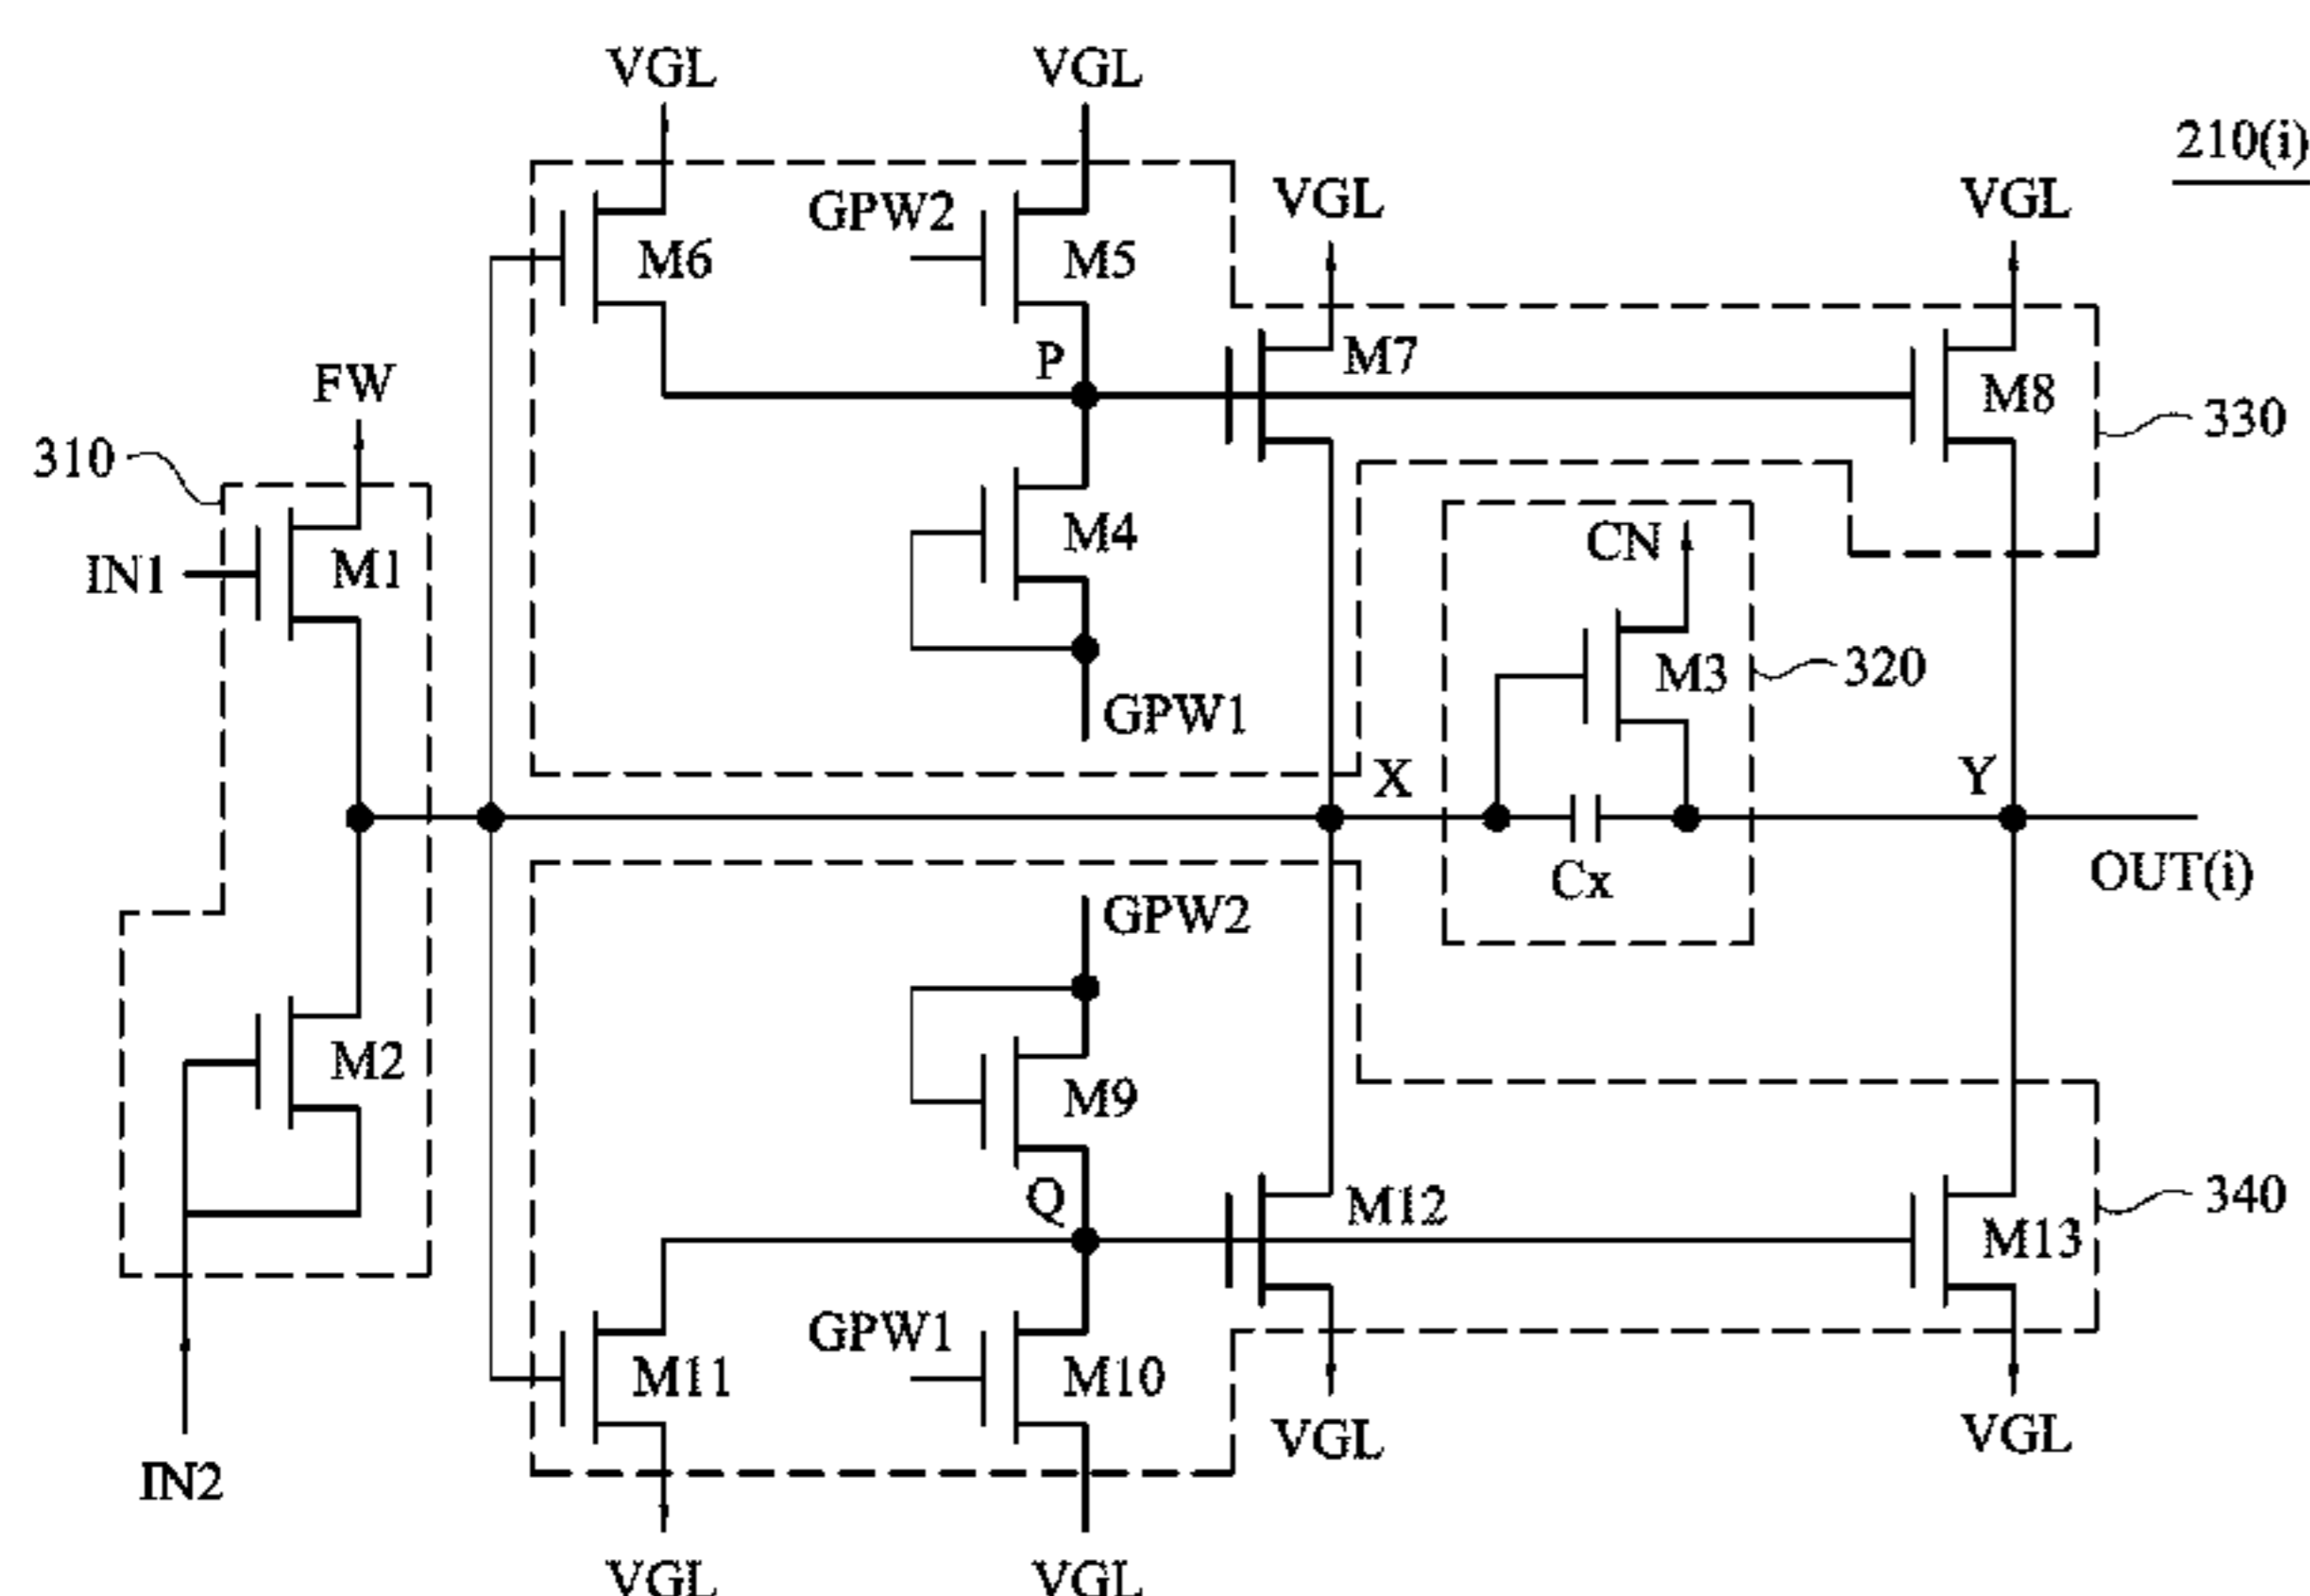 VGL VGL
210(i)
GPW2 VGL VGL
M6 M5
P M7
FW M8
310 330
M4 CN
IN1 M1
M3 320
GPW1
X Y
Cx OUT(i)
GPW2
M2 M9
Q M12 340
M13
GPW1
M11 M10
VGL VGL
IN2
VGL VGL